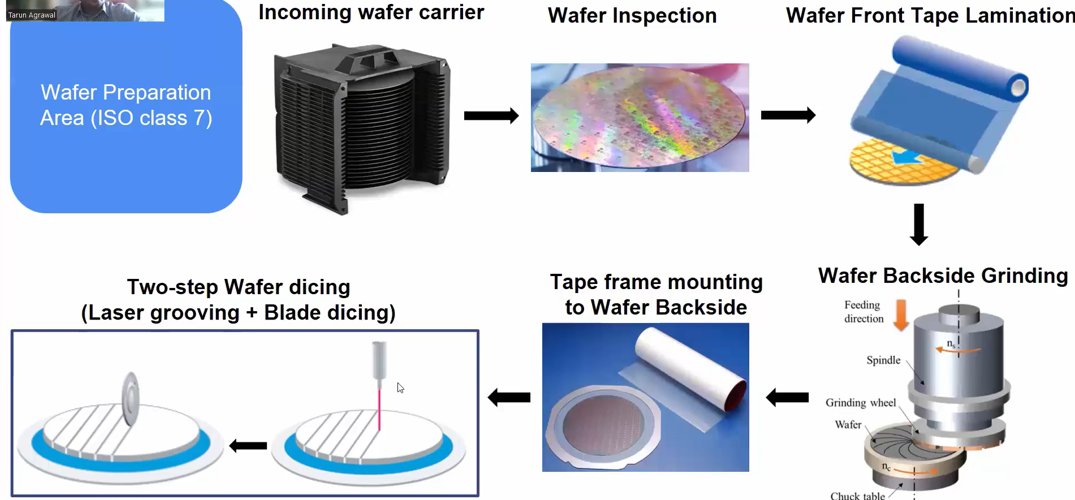 Tarun Agrawal
Wafer Preparation
Area (ISO class 7)
Incoming wafer carrier
Wafer Inspection
Wafer Front Tape Lamination
Wafer Backside Grinding
Feeding
direction
ns
Spindle
Grinding wheel
Wafer
nc
Chuck table
Tape frame mounting
to Wafer Backside
Two-step Wafer dicing
(Laser grooving + Blade dicing)